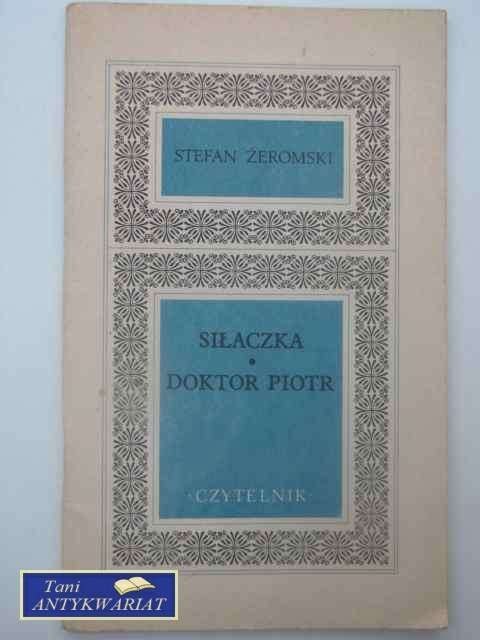 STEFAN ŻEROMSKI
SIŁACZKA
•
DOKTOR PIOTR
·CZYTELNIK·
Tani
ANTYKWARIAT